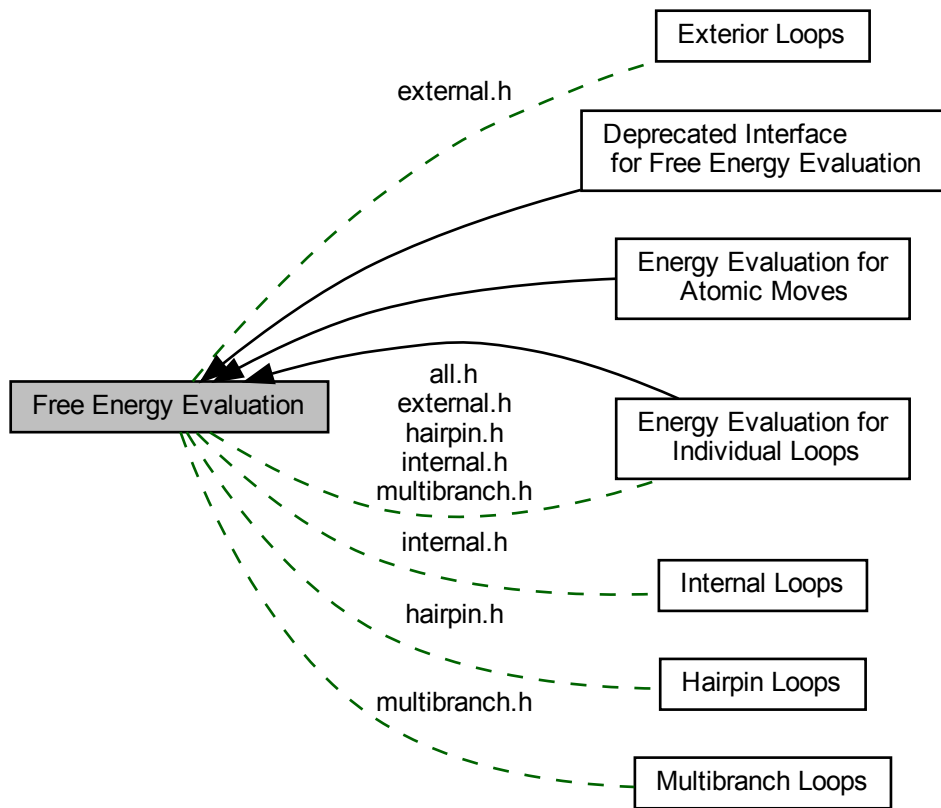 Exterior Loops
external.h
Deprecated Interface
for Free Energy Evaluation
Energy Evaluation for
Atomic Moves
Free Energy Evaluation
all.h
external.h
hairpin.h
internal.h
multibranch.h
Energy Evaluation for
Individual Loops
internal.h
Internal Loops
hairpin.h
Hairpin Loops
multibranch.h
Multibranch Loops